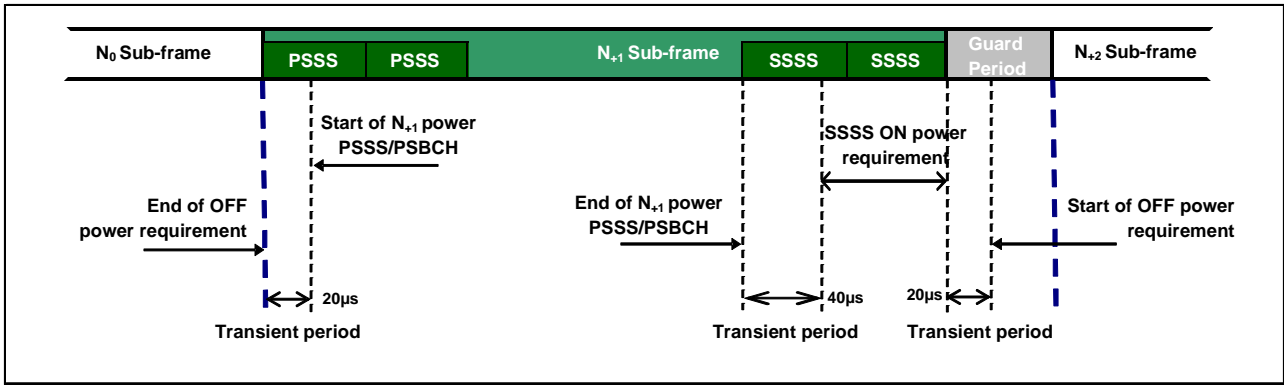 N₀ Sub-frame
PSSS
PSSS
N₊₁ Sub-frame
SSSS
SSSS
Guard
Period
N₊₂ Sub-frame
Start of N₊₁ power
PSSS/PSBCH
SSSS ON power
requirement
End of OFF
power requirement
End of N₊₁ power
PSSS/PSBCH
Start of OFF power
requirement
20µs
40µs
20µs
Transient period
Transient period
Transient period